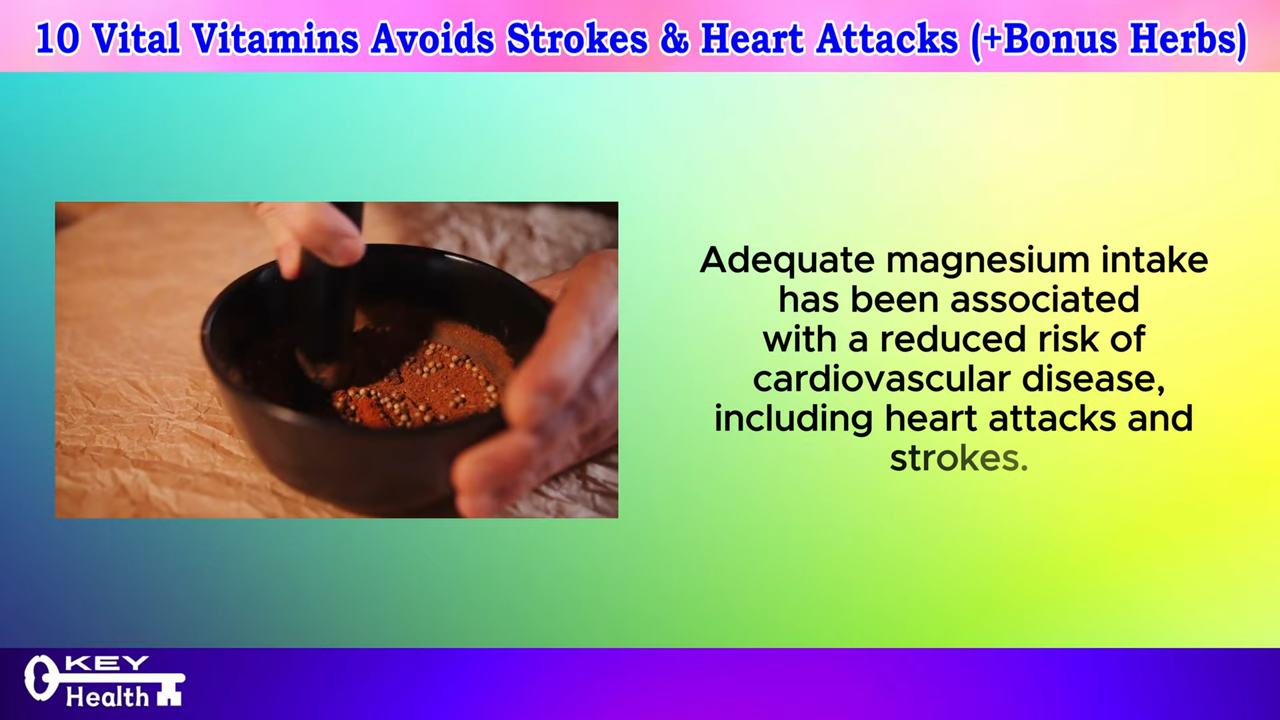 10 Vital Vitamins Avoids Strokes & Heart Attacks (+Bonus Herbs)
Adequate magnesium intake
has been associated
with a reduced risk of
cardiovascular disease,
including heart attacks and
strokes.
KEY
Health